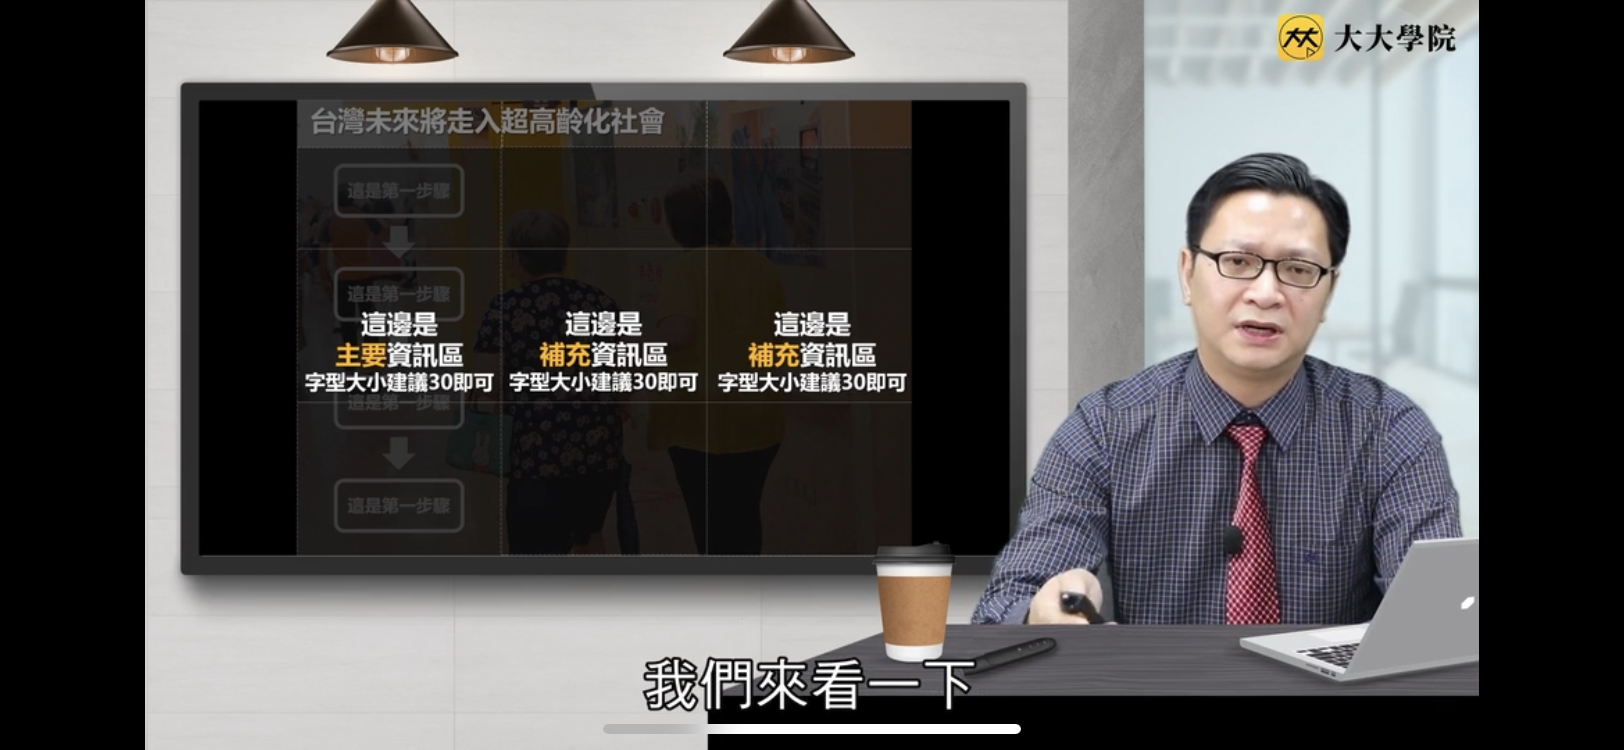 大大學院
台灣未來將走入超高齡化社會
這是第一步驟
這是第一步驟
這邊是
主要資訊區
字型大小建議30即可
這邊是
補充資訊區
字型大小建議30即可
這邊是
補充資訊區
字型大小建議30即可
這是第一步驟
這是第一步驟
我們來看一下